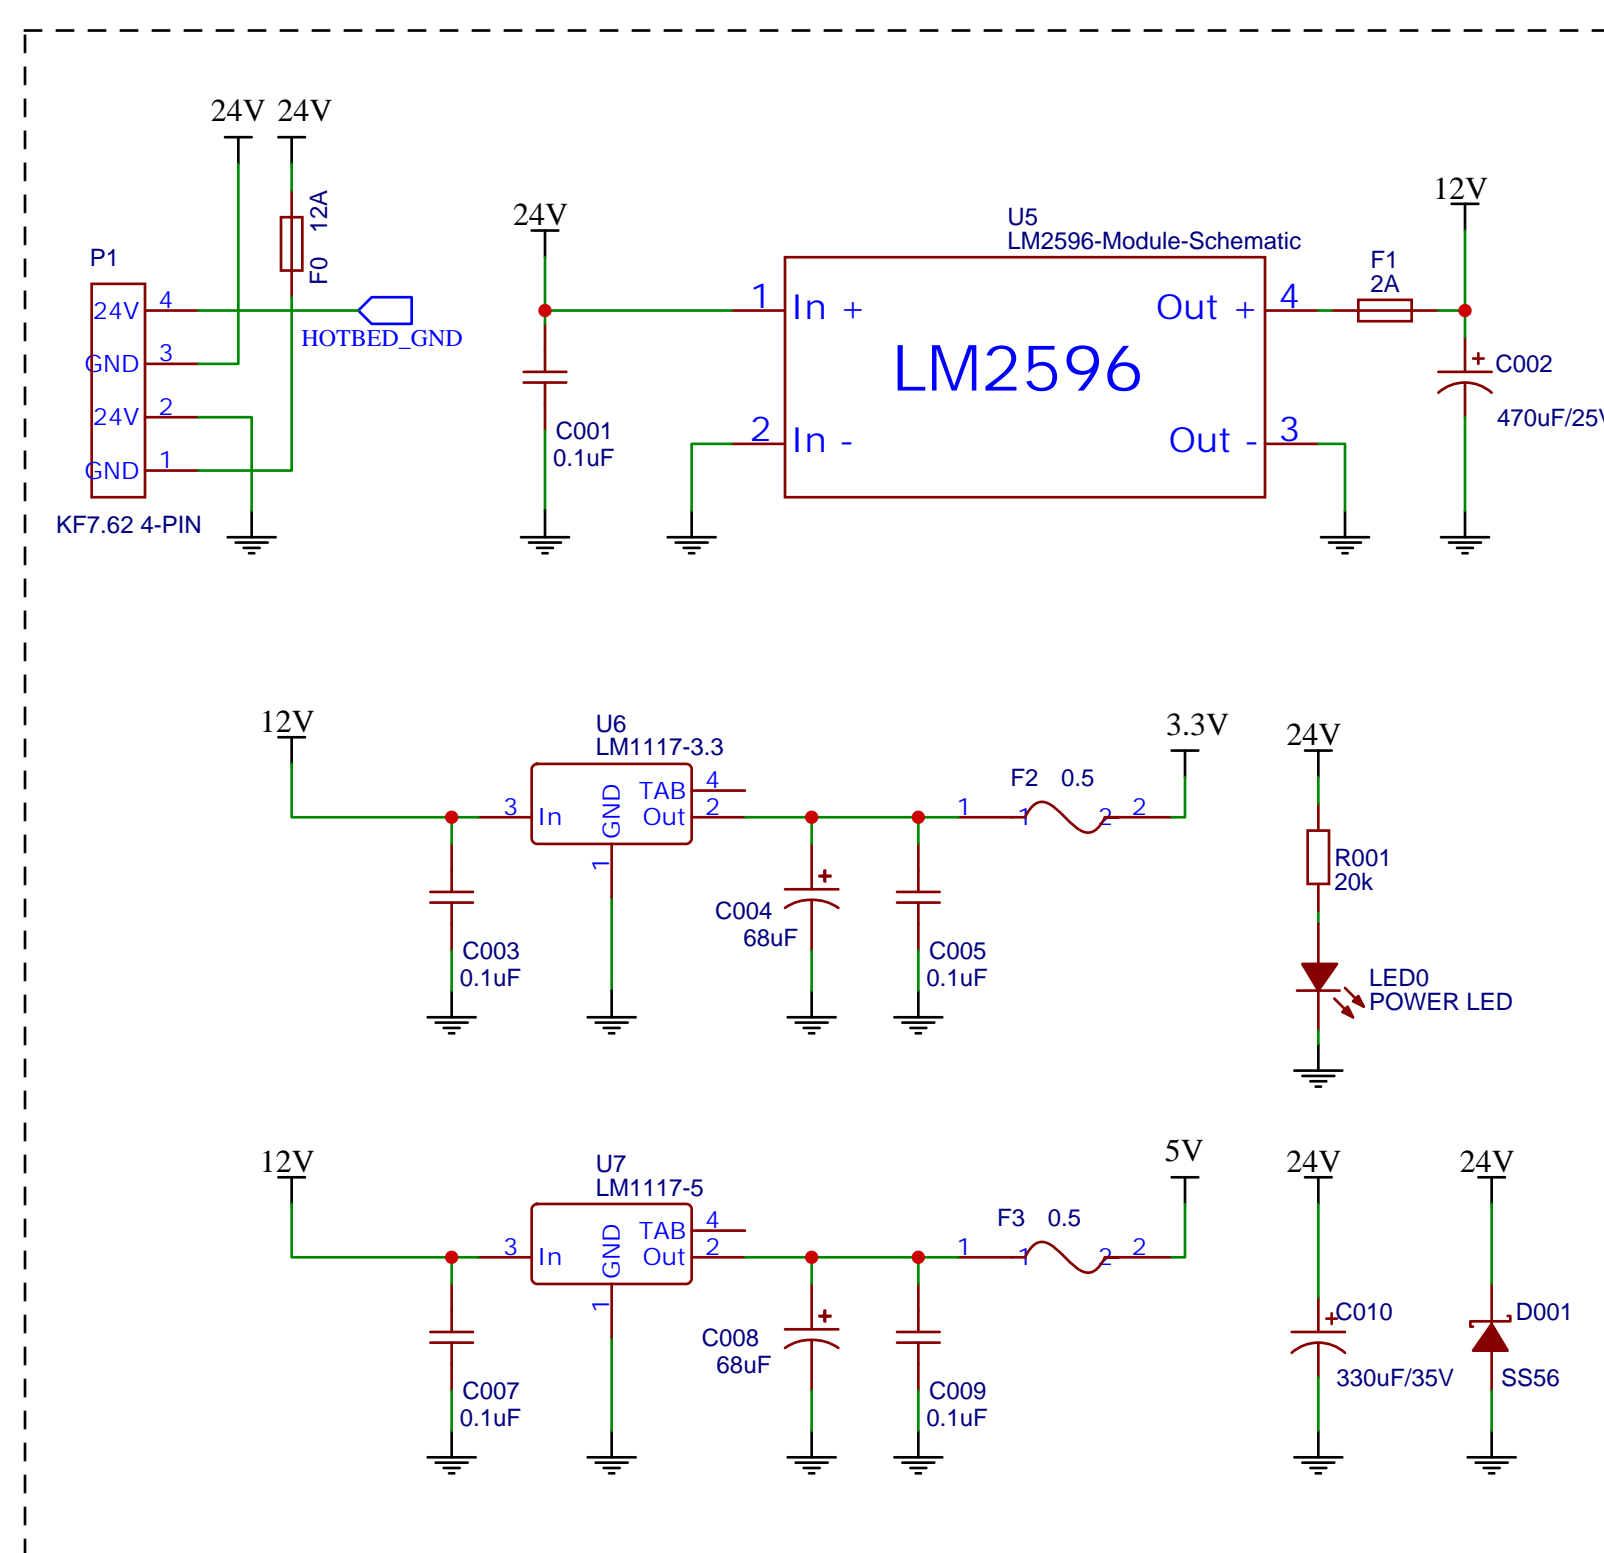 24V 24V
12A
F0
P1
24V 4
GND 3
24V 2
GND 1
KF7.62 4-PIN
HOTBED_GND
24V
C001
0.1uF
U5
LM2596-Module-Schematic
1 In +
2 In -
LM2596
Out + 4
Out - 3
F1
2A
12V
+ C002
470uF/25V
12V
U6
LM1117-3.3
3 In
GND
1
TAB 4
Out 2
C003
0.1uF
+
C004
68uF
C005
0.1uF
F2 0.5
1 1 2 2
3.3V
24V
R001
20k
LED0
POWER LED
12V
U7
LM1117-5
3 In
GND
1
TAB 4
Out 2
C007
0.1uF
+
C008
68uF
C009
0.1uF
F3 0.5
1 1 2 2
5V
24V
+ C010
330uF/35V
24V
D001
SS56